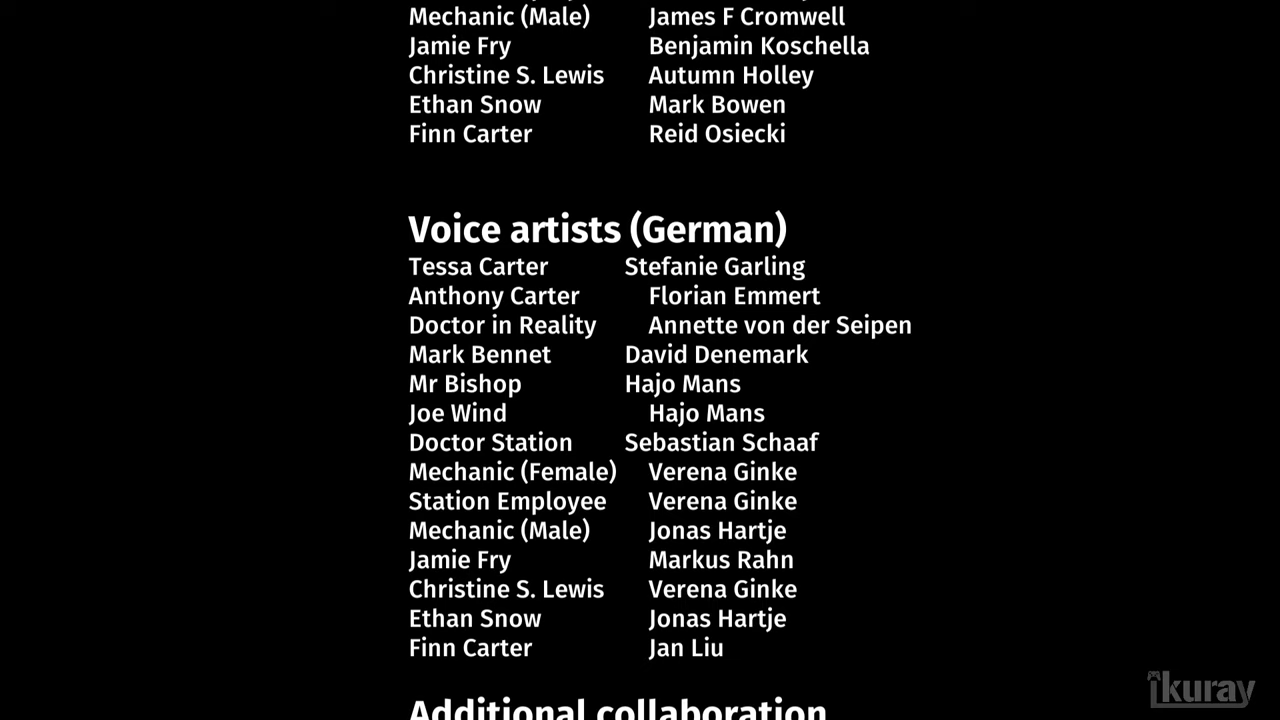 Mechanic (Male) James F Cromwell
Jamie Fry Benjamin Koschella
Christine S. Lewis Autumn Holley
Ethan Snow Mark Bowen
Finn Carter Reid Osiecki
Voice artists (German)
Tessa Carter Stefanie Garling
Anthony Carter Florian Emmert
Doctor in Reality Annette von der Seipen
Mark Bennet David Denemark
Mr Bishop Hajo Mans
Joe Wind Hajo Mans
Doctor Station Sebastian Schaaf
Mechanic (Female) Verena Ginke
Station Employee Verena Ginke
Mechanic (Male) Jonas Hartje
Jamie Fry Markus Rahn
Christine S. Lewis Verena Ginke
Ethan Snow Jonas Hartje
Finn Carter Jan Liu
Additional collaboration
ikuray